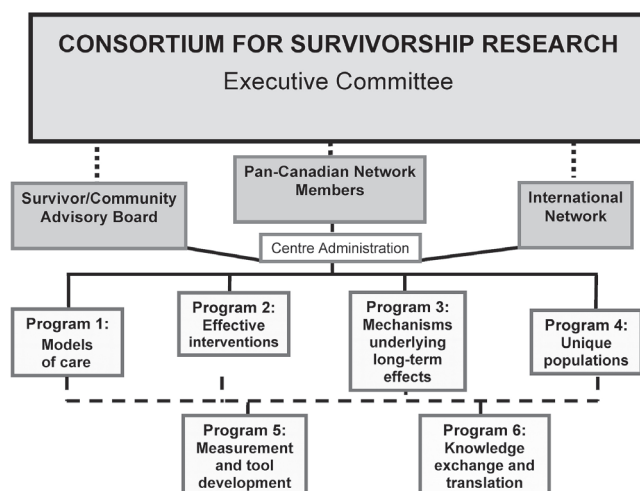 CONSORTIUM FOR SURVIVORSHIP RESEARCH
Executive Committee
Survivor/Community
Advisory Board
Pan-Canadian Network
Members
International
Network
Centre Administration
Program 1:
Models
of care
Program 2:
Effective
interventions
Program 3:
Mechanisms
underlying
long-term
effects
Program 4:
Unique
populations
Program 5:
Measurement
and tool
development
Program 6:
Knowledge
exchange and
translation